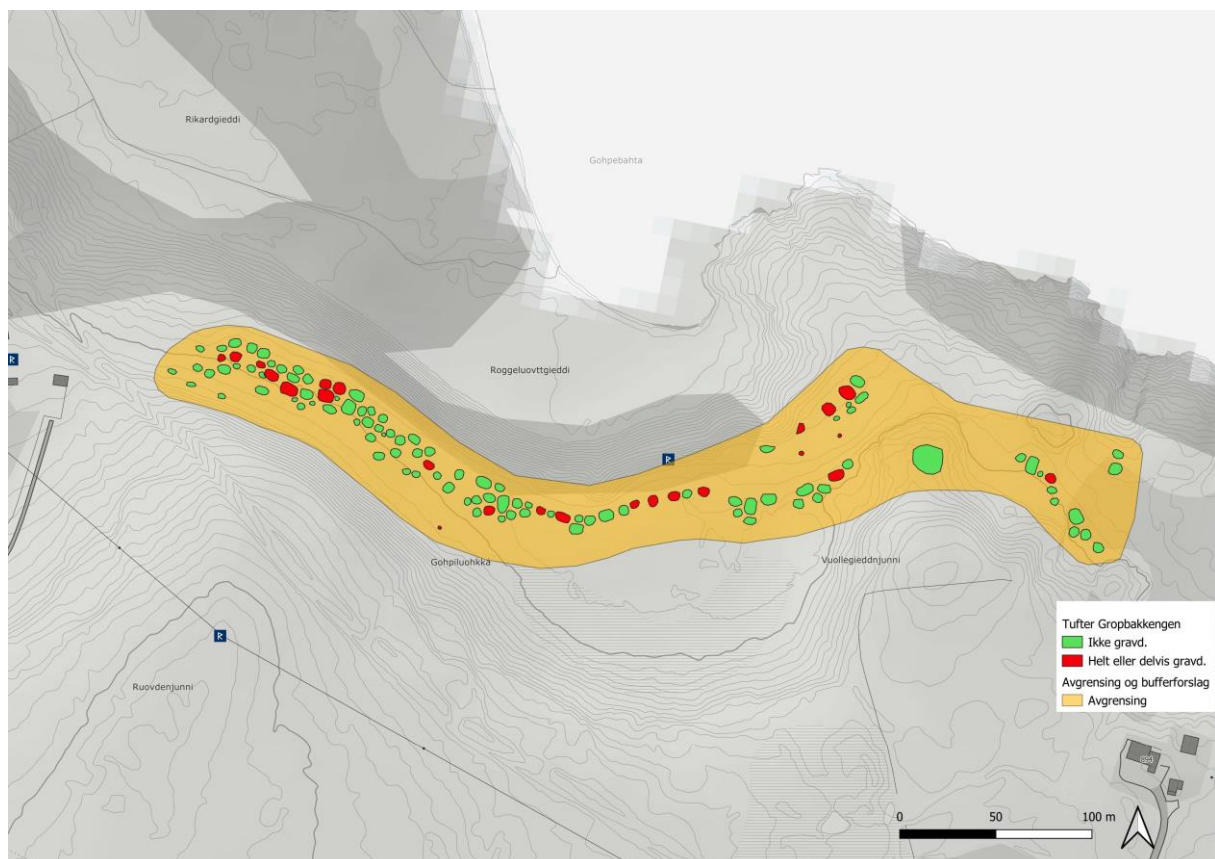 Rikardgieddi
Gohpebahta
Roggeluovttgieddi
Gohpiluohkka
Vuollegieddnjunni
Ruovdenjunni
Tufter Gropbakkengen
Ikke gravd.
Helt eller delvis gravd.
Avgrensing og bufferforslag
Avgrensing
0 50 100 m
R
R
R